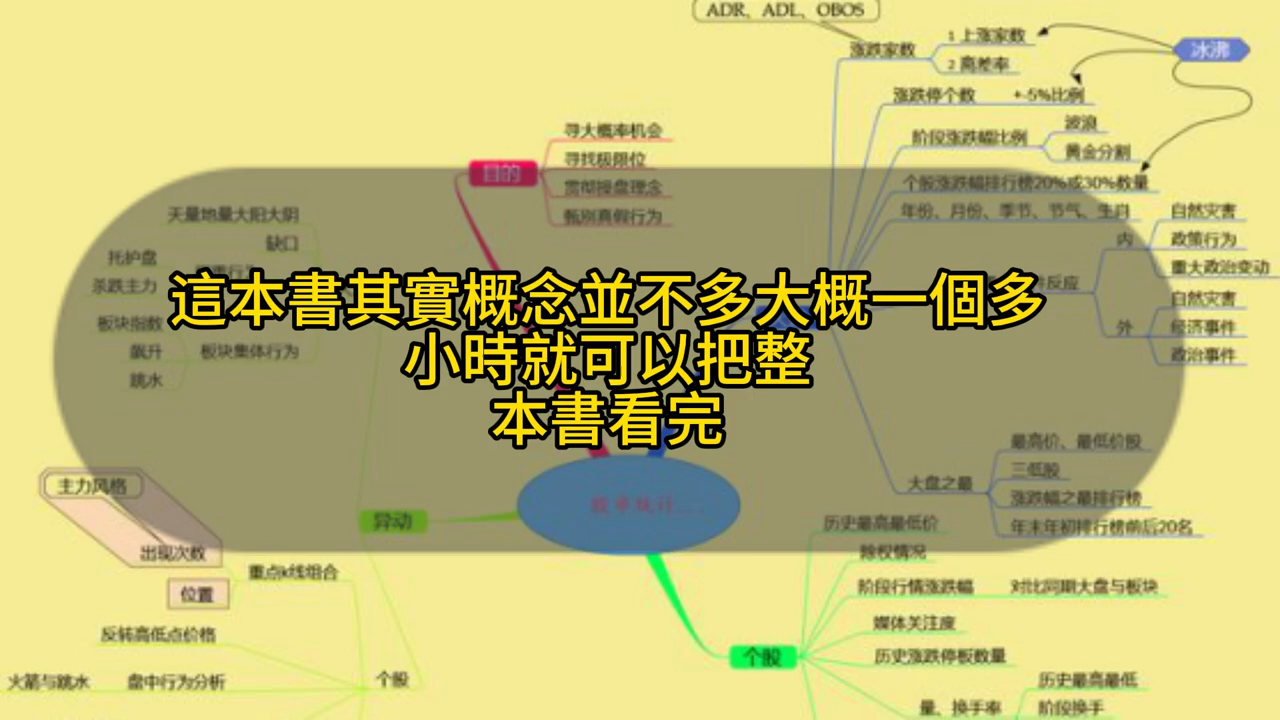 ADR、ADL、OBOS
涨跌家数
1 上涨家数
2 离差率
冰沸
涨跌停个数
+-5%比例
阶段涨跌幅比例
波浪
黄金分割
个股涨跌幅排行榜20%或30%数量
年份、月份、季节、节气、生肖
目的
寻大概率机会
寻找极限位
贯彻操盘理念
甄别真假行为
内
自然灾害
政策行为
重大政治变动
件反应
外
自然灾害
经济事件
政治事件
天量地量大阳大阴
缺口
托护盘
杀跌主力
板块指数
飙升
跳水
板块集体行为
這本書其實概念並不多大概一個多
小時就可以把整
本書看完
大盘之最
最高价、最低价股
三低股
涨跌幅之最排行榜
年末年初排行榜前后20名
主力风格
出现次数
位置
重点k线组合
异动
反转高低点价格
火箭与跳水
盘中行为分析
个股
个股
历史最高最低价
除权情况
阶段行情涨跌幅
对比同期大盘与板块
媒体关注度
历史涨跌停板数量
量、换手率
历史最高最低
阶段换手